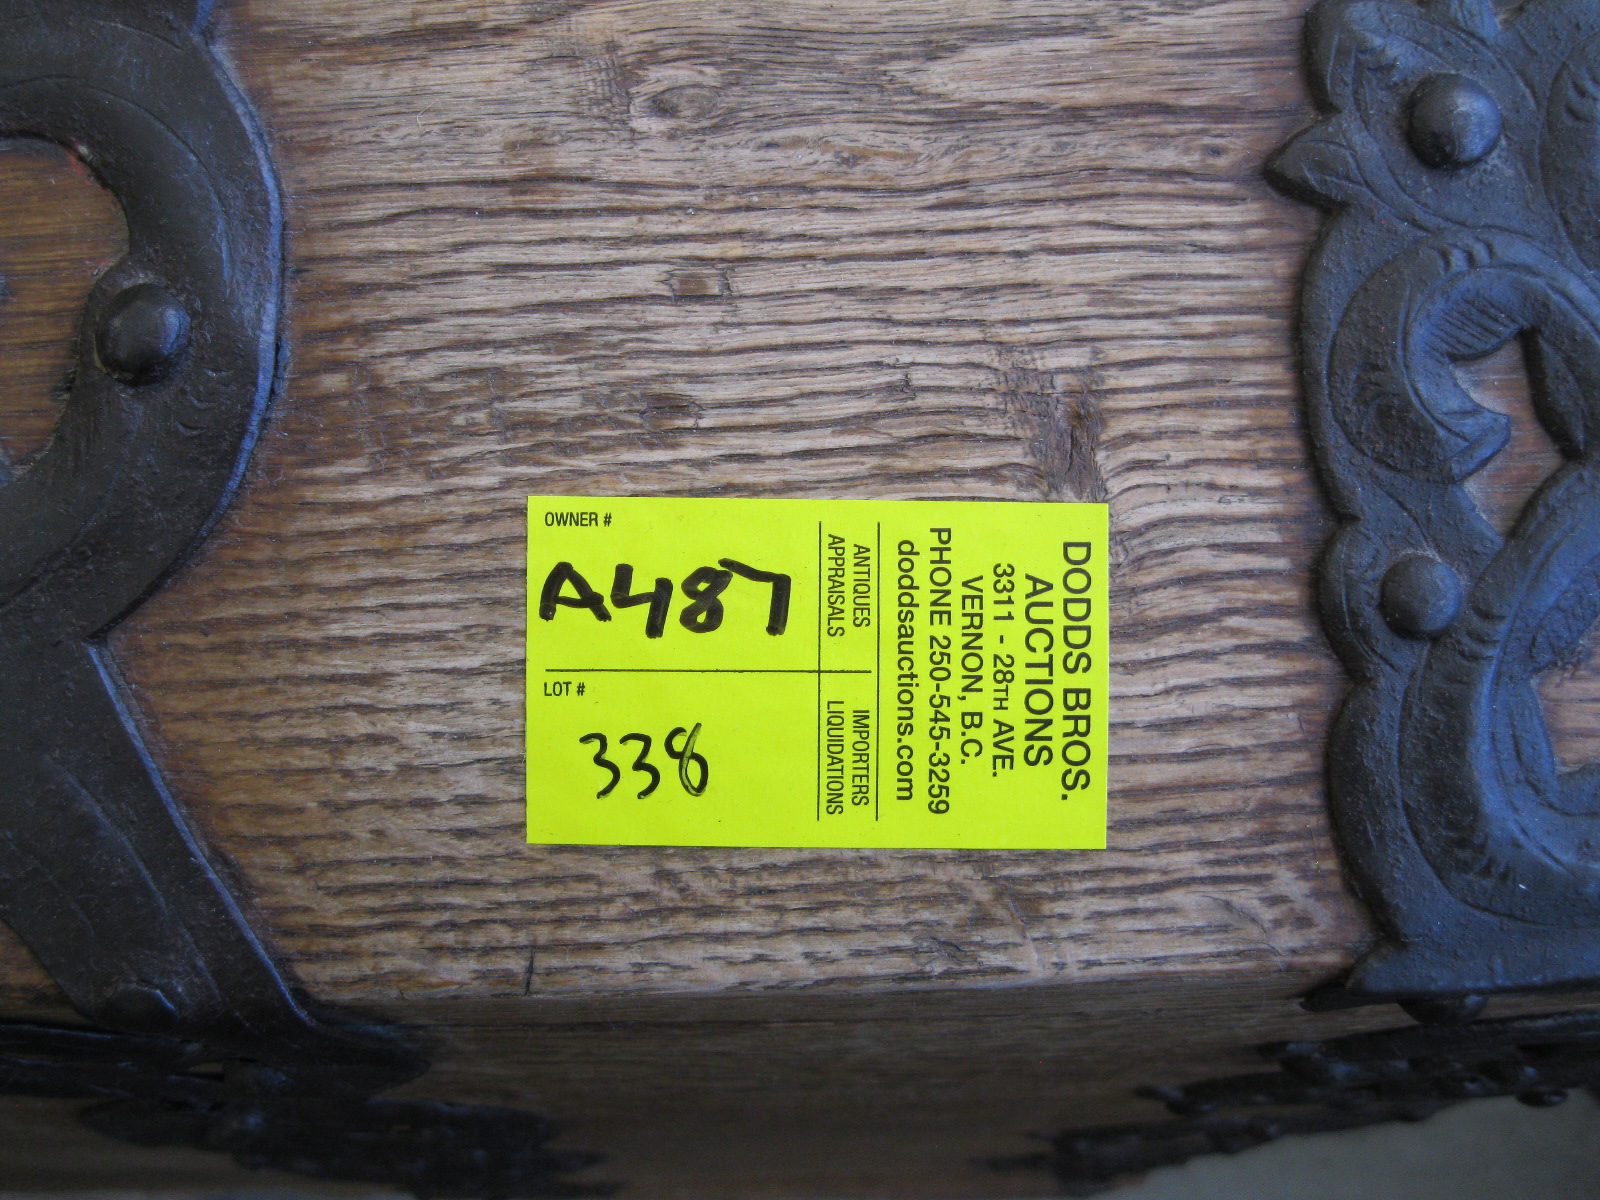 DODDS BROS.
AUCTIONS
3311 - 28TH AVE.
VERNON, B.C.
PHONE 250-545-3259
doddsauctions.com
ANTIQUES IMPORTERS
APPRAISALS LIQUIDATIONS
OWNER #
A487
LOT #
338